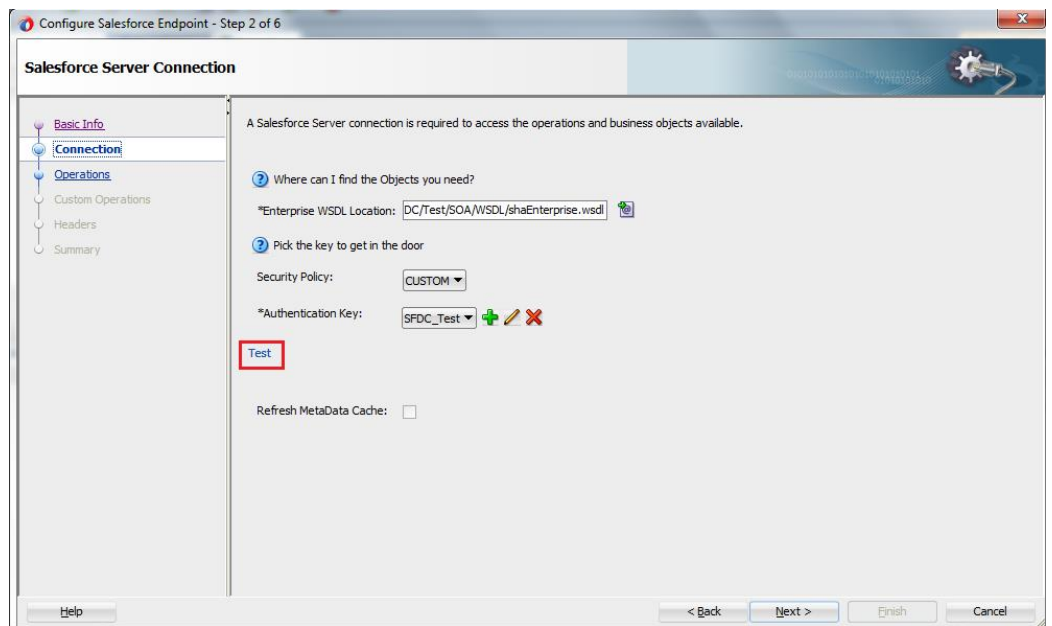 Configure Salesforce Endpoint - Step 2 of 6
Salesforce Server Connection
Basic Info
Connection
Operations
Custom Operations
Headers
Summary
A Salesforce Server connection is required to access the operations and business objects available.
Where can I find the Objects you need?
*Enterprise WSDL Location: DC/Test/SOA/WSDL/shaEnterprise.wsdl
Pick the key to get in the door
Security Policy: CUSTOM
*Authentication Key: SFDC_Test
Test
Refresh MetaData Cache:
Help < Back Next > Finish Cancel